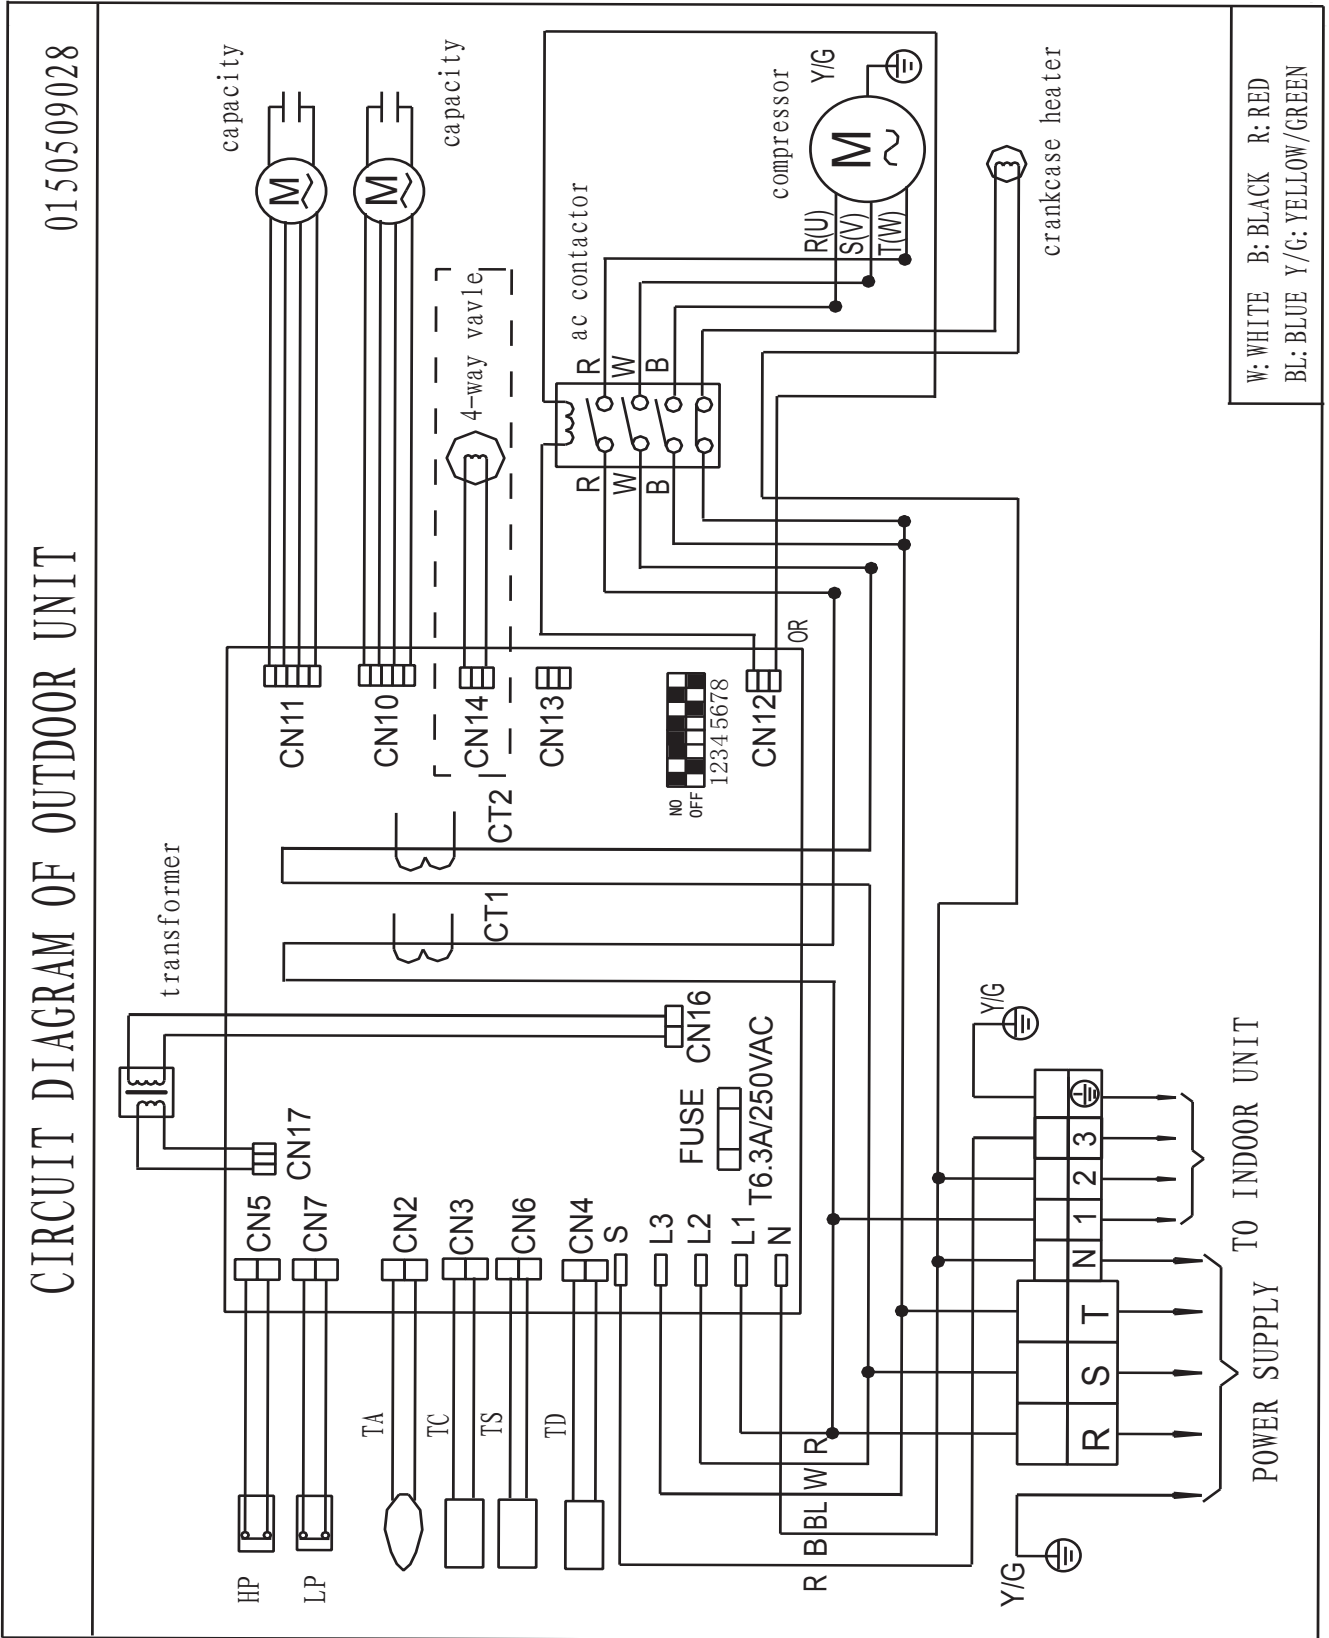 CIRCUIT DIAGRAM OF OUTDOOR UNIT
0150509028
transformer
capacity
capacity
4-way vavle
ac contactor
compressor
Y/G
crankcase heater
M
M
M
R(U)
S(V)
T(W)
R
W
B
R
W
B
CN11
CN10
CN14
CN13
CN12
OR
NO
OFF
12345678
CT2
CT1
CN16
CN17
FUSE
T6.3A/250VAC
CN5
CN7
CN2
CN3
CN6
CN4
S
L3
L2
L1
N
HP
LP
TA
TC
TS
TD
R B BL W R
Y/G
Y/G
R
S
T
N
1
2
3
POWER SUPPLY
TO INDOOR UNIT
W:WHITE B:BLACK R:RED
BL:BLUE Y/G:YELLOW/GREEN